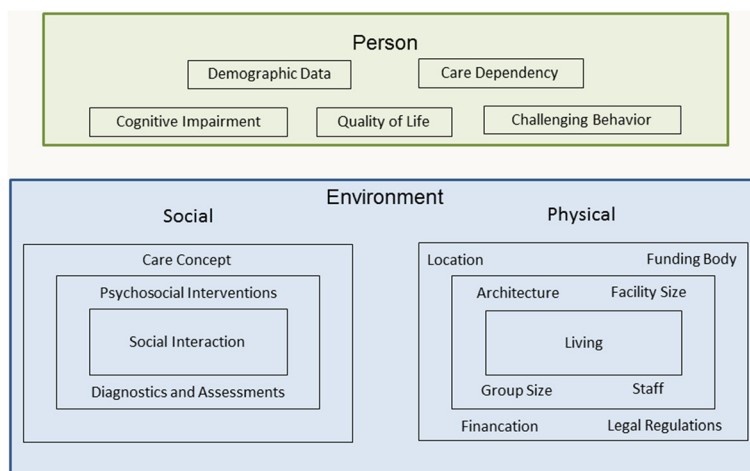 Person
Demographic Data
Care Dependency
Cognitive Impairment
Quality of Life
Challenging Behavior
Environment
Social
Physical
Care Concept
Psychosocial Interventions
Social Interaction
Diagnostics and Assessments
Location
Funding Body
Architecture
Facility Size
Living
Group Size
Staff
Financation
Legal Regulations